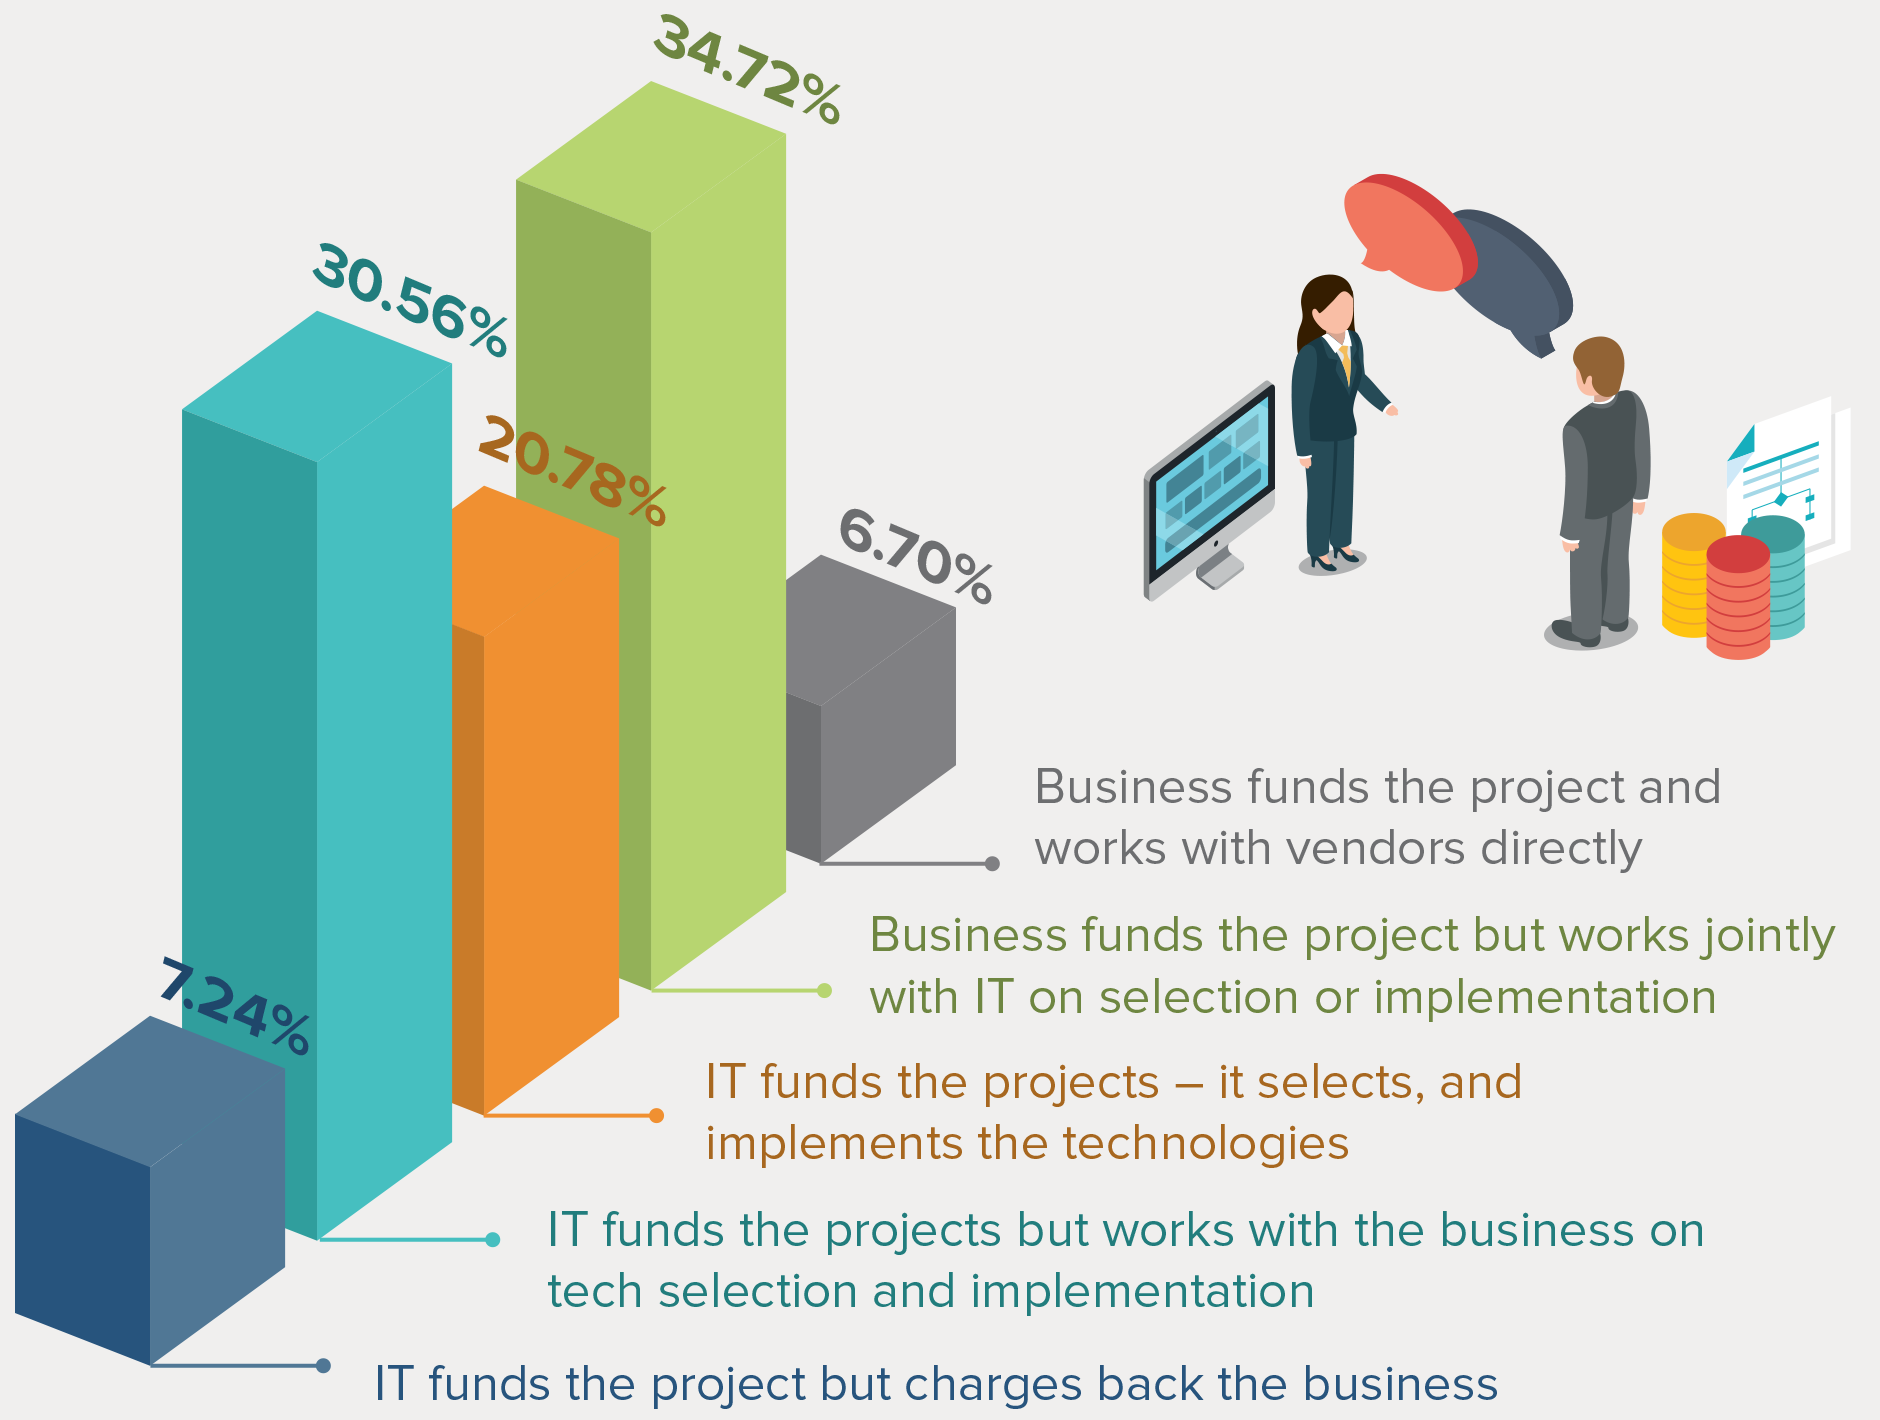 34.72%
30.56%
20.78%
6.70%
Business funds the project and
works with vendors directly
Business funds the project but works jointly
with IT on selection or implementation
7.24%
IT funds the projects – it selects, and
implements the technologies
IT funds the projects but works with the business on
tech selection and implementation
IT funds the project but charges back the business